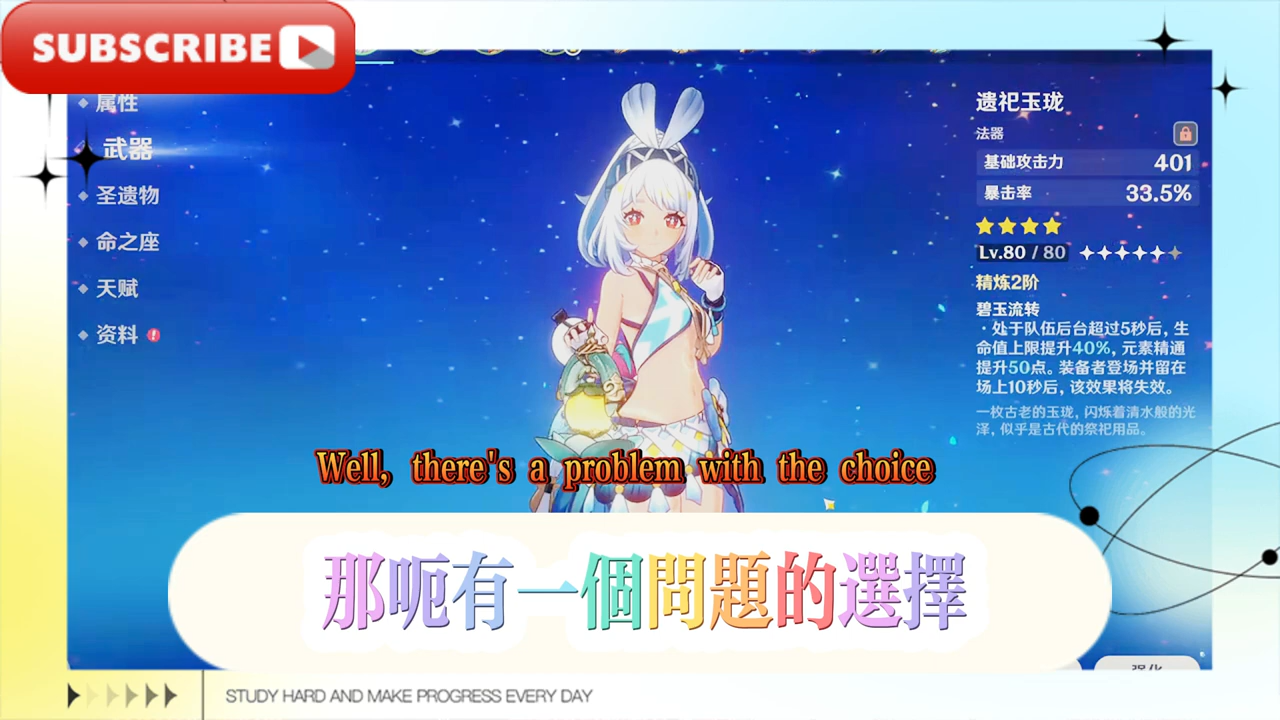 SUBSCRIBE
属性
武器
圣遗物
命之座
天赋
资料
遗祀玉珑
法器
基础攻击力 401
暴击率 33.5%
Lv.80 / 80
精炼2阶
碧玉流转
·处于队伍后台超过5秒后,生
命值上限提升40%,元素精通
提升50点。装备者登场并留在
场上10秒后,该效果将失效。
一枚古老的玉珑,闪烁着清水般的光
泽,似乎是古代的祭祀用品。
Well, there's a problem with the choice
那呃有一個問題的選擇
STUDY HARD AND MAKE PROGRESS EVERY DAY